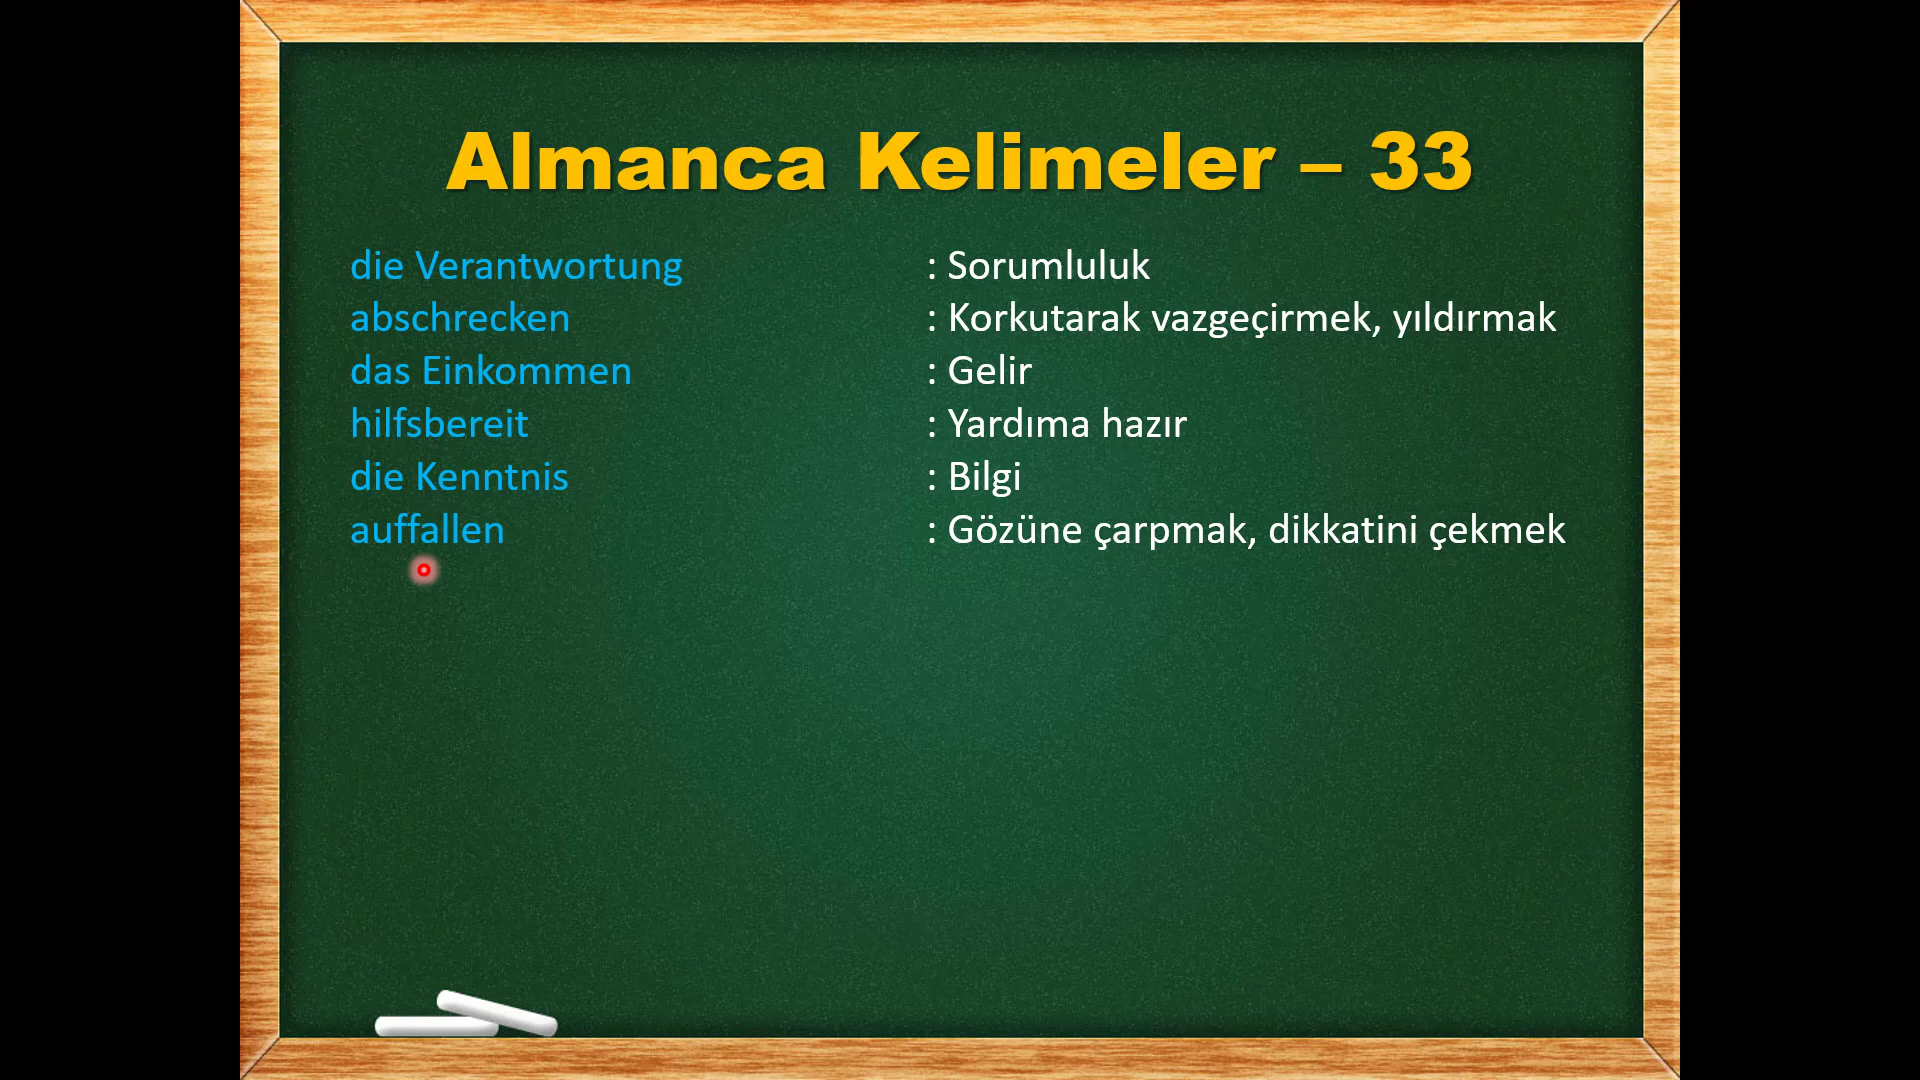 Almanca Kelimeler – 33
die Verantwortung : Sorumluluk
abschrecken : Korkutarak vazgeçirmek, yıldırmak
das Einkommen : Gelir
hilfsbereit : Yardıma hazır
die Kenntnis : Bilgi
auffallen : Gözüne çarpmak, dikkatini çekmek